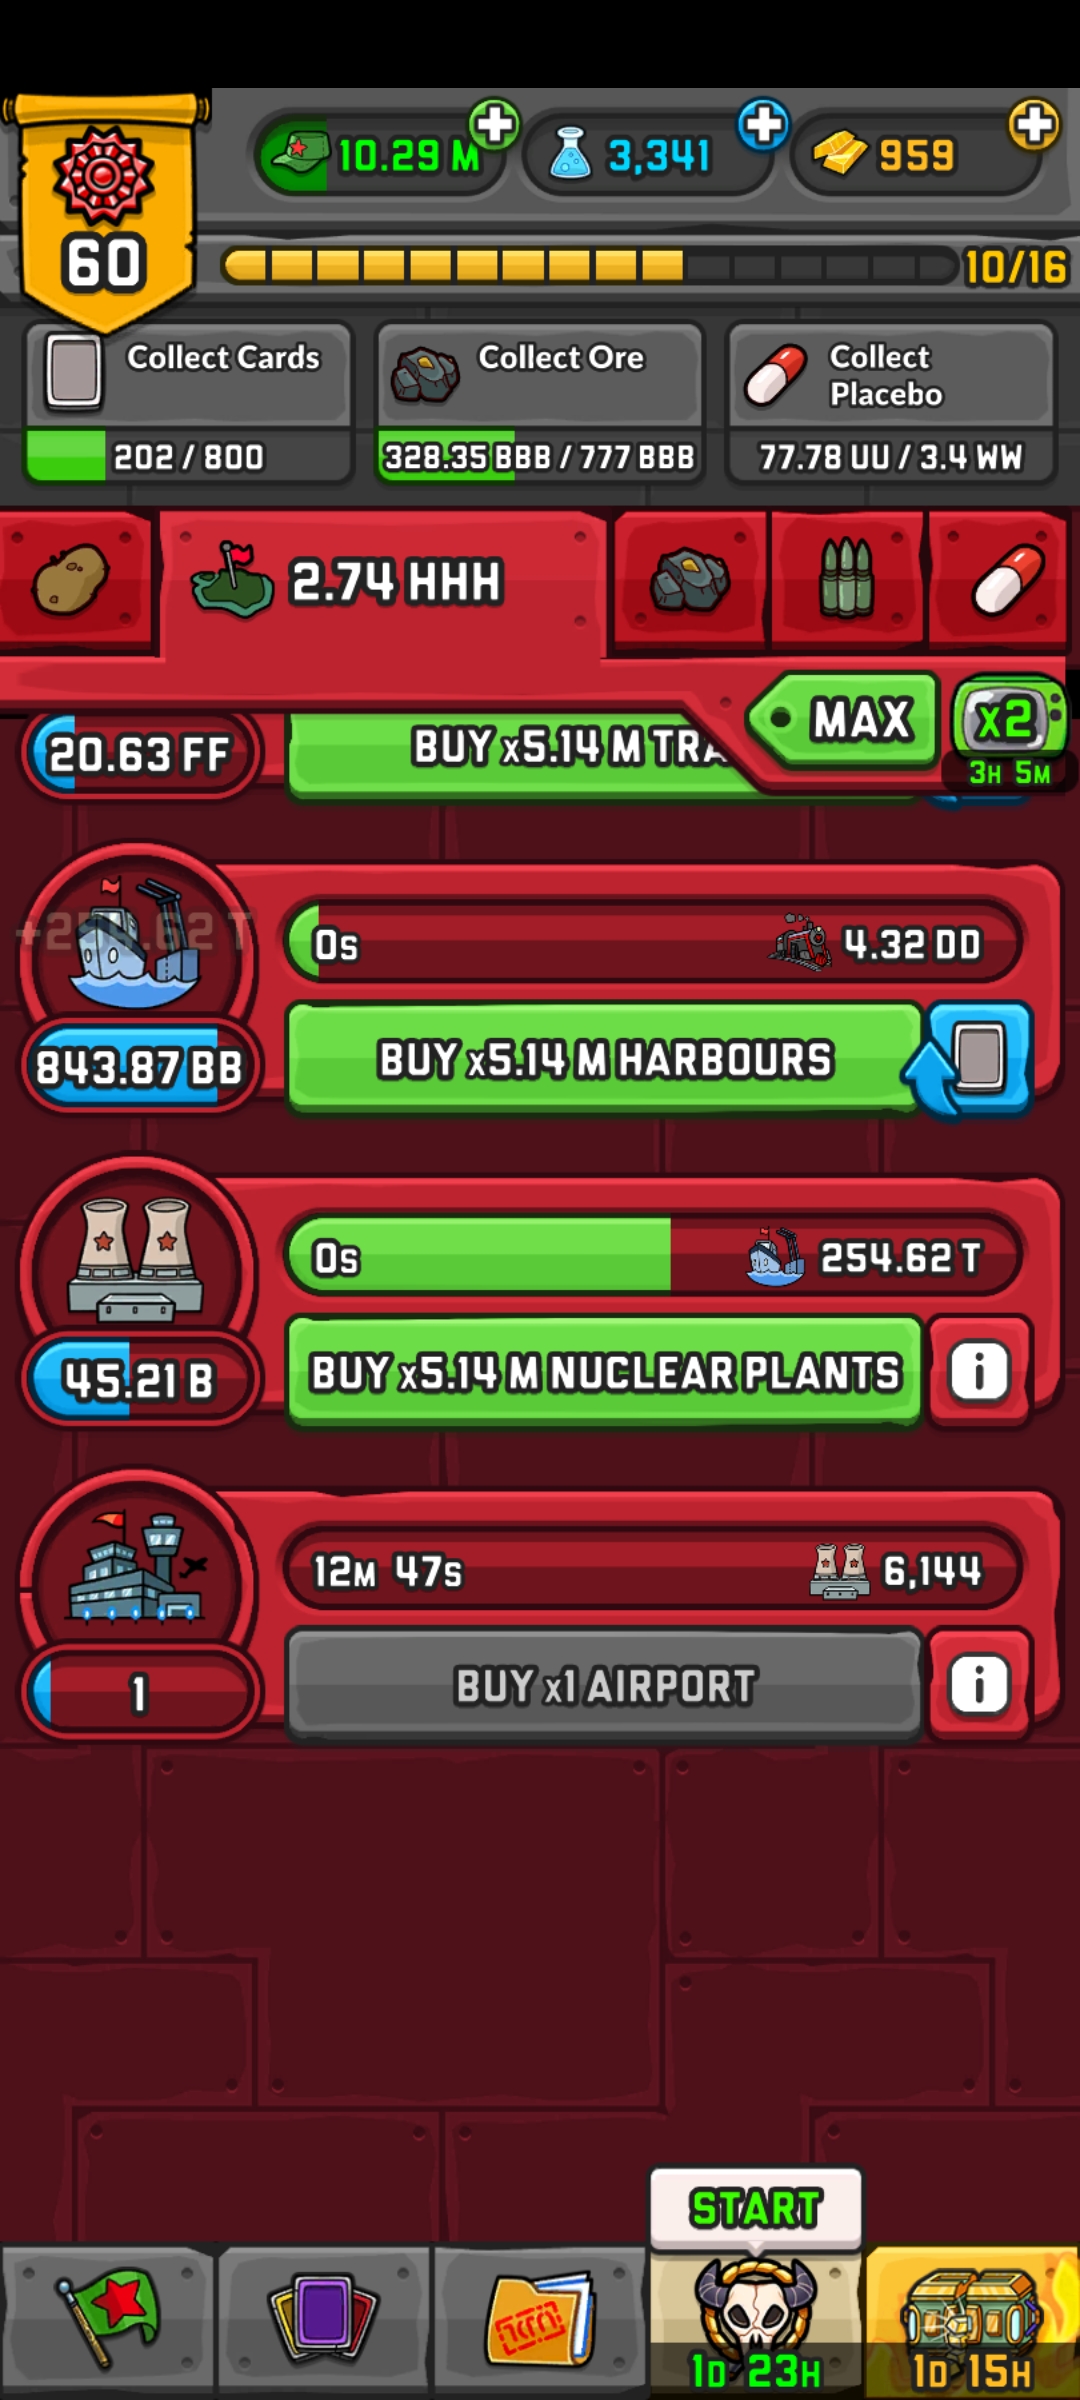 10.29 M
3,341
959
60
10/16
Collect Cards
202 / 800
Collect Ore
328.35 BBB / 777 BBB
Collect
Placebo
77.78 UU / 3.4 WW
2.74 HHH
MAX
x2
3H 5M
20.63 FF
BUY x5.14 M TRA
+254.62 T
0s
4.32 DD
843.87 BB
BUY x5.14 M HARBOURS
0s
254.62 T
45.21 B
BUY x5.14 M NUCLEAR PLANTS
i
12M 47s
6,144
1
BUY x1 AIRPORT
i
START
1D 23H
1D 15H